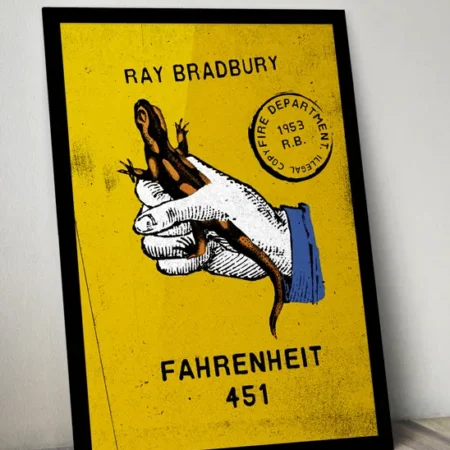 RAY BRADBURY
FIRE DEPARTMENT
1953
R.B.
ILLEGAL COPY
FAHRENHEIT
451